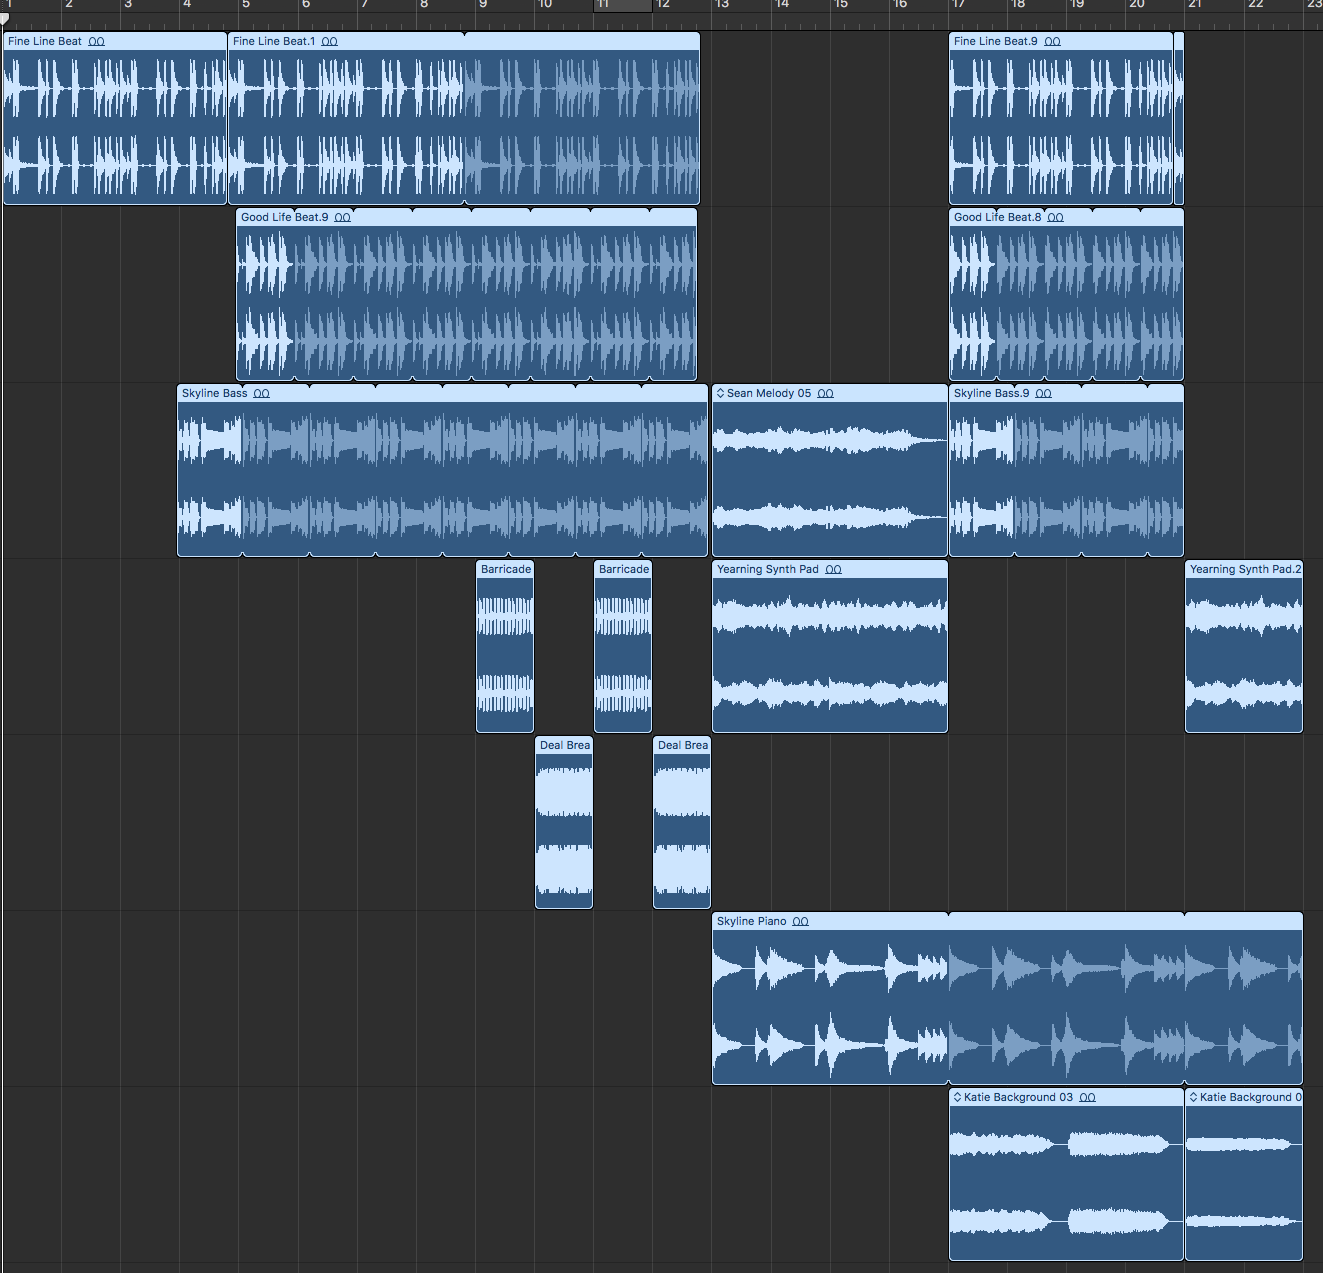 1 2 3 4 5 6 7 8 9 10 11 12 13 14 15 16 17 18 19 20 21 22 23
Fine Line Beat Fine Line Beat.1 Fine Line Beat.9
Good Life Beat.9 Good Life Beat.8
Skyline Bass Sean Melody 05 Skyline Bass.9
Barricade Barricade Yearning Synth Pad Yearning Synth Pad.2
Deal Brea Deal Brea
Skyline Piano
Katie Background 03 Katie Background 0